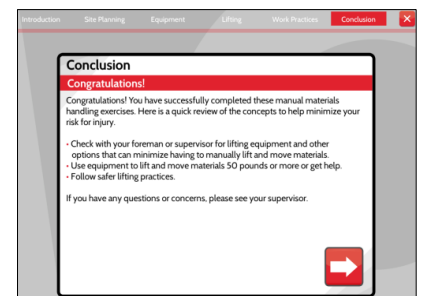 Introduction Site Planning Equipment Lifting Work Practices Conclusion
Conclusion
Congratulations!
Congratulations! You have successfully completed these manual materials
handling exercises. Here is a quick review of the concepts to help minimize your
risk for injury.
• Check with your foreman or supervisor for lifting equipment and other
options that can minimize having to manually lift and move materials.
• Use equipment to lift and move materials 50 pounds or more or get help.
• Follow safer lifting practices.
If you have any questions or concerns, please see your supervisor.